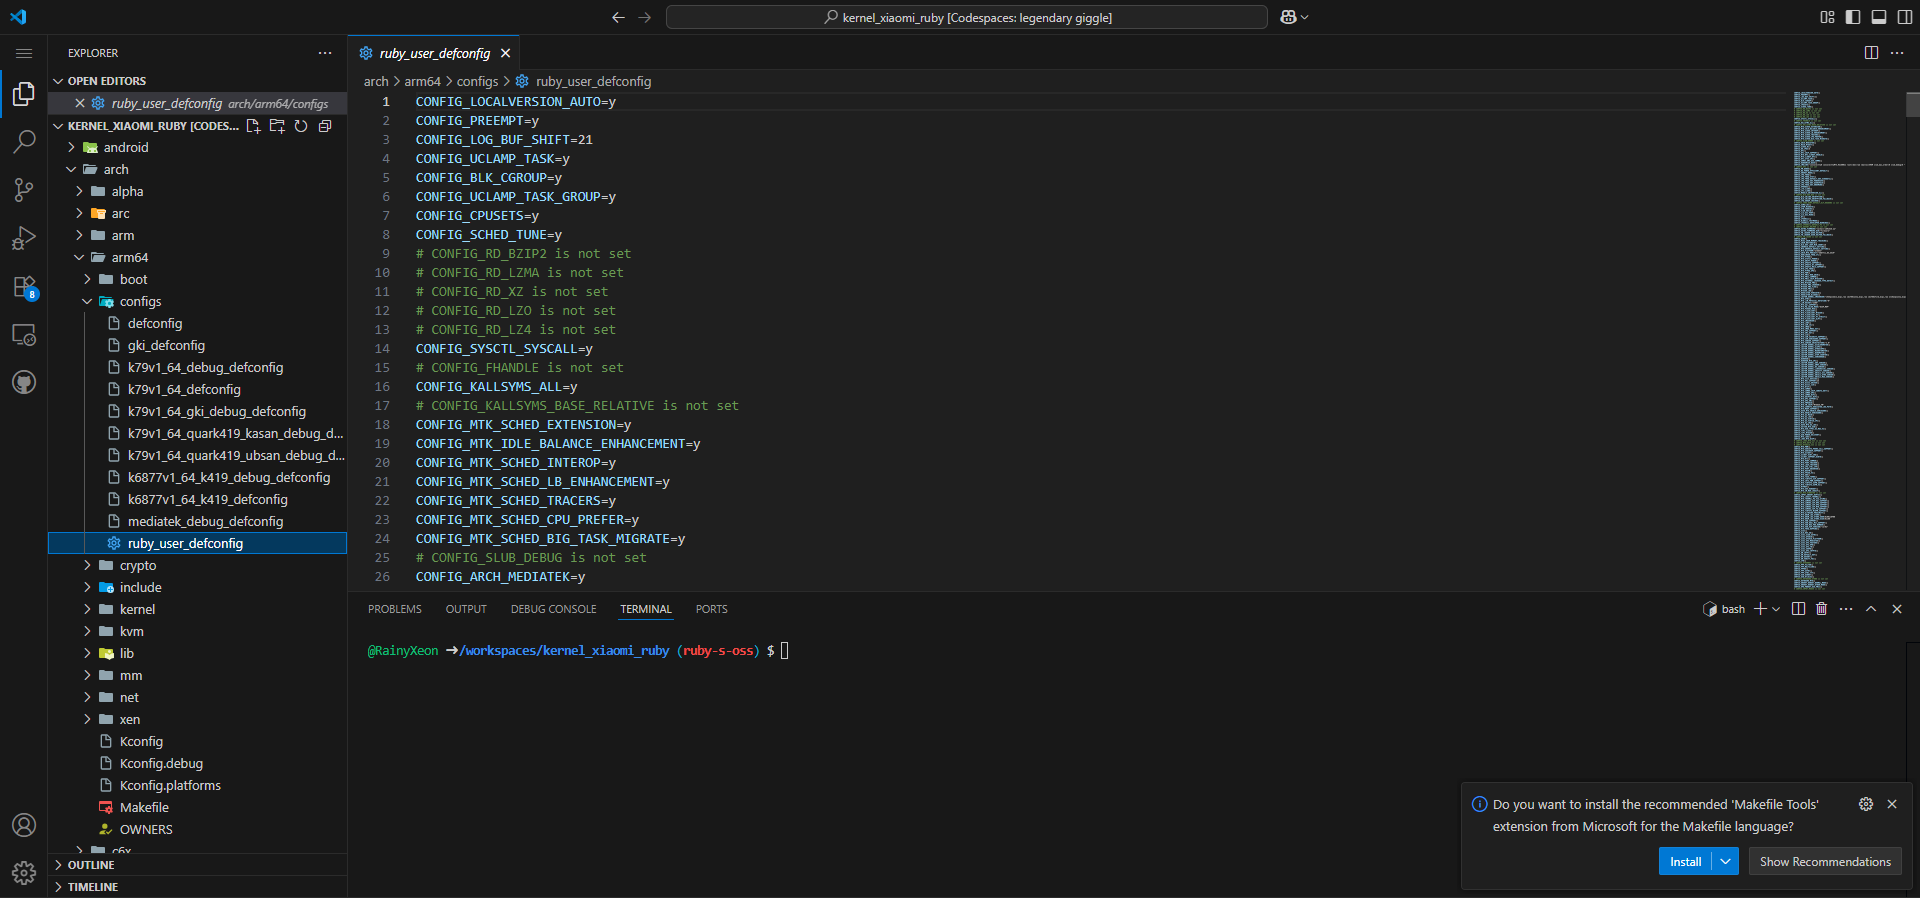 kernel_xiaomi_ruby [Codespaces: legendary giggle]
EXPLORER
OPEN EDITORS
ruby_user_defconfig arch/arm64/configs
KERNEL_XIAOMI_RUBY [CODES...
android
arch
alpha
arc
arm
arm64
boot
configs
defconfig
gki_defconfig
k79v1_64_debug_defconfig
k79v1_64_defconfig
k79v1_64_gki_debug_defconfig
k79v1_64_quark419_kasan_debug_d...
k79v1_64_quark419_ubsan_debug_d...
k6877v1_64_k419_debug_defconfig
k6877v1_64_k419_defconfig
mediatek_debug_defconfig
ruby_user_defconfig
crypto
include
kernel
kvm
lib
mm
net
xen
Kconfig
Kconfig.debug
Kconfig.platforms
Makefile
OWNERS
c6x
OUTLINE
TIMELINE
8
ruby_user_defconfig
arch > arm64 > configs > ruby_user_defconfig
1 CONFIG_LOCALVERSION_AUTO=y
2 CONFIG_PREEMPT=y
3 CONFIG_LOG_BUF_SHIFT=21
4 CONFIG_UCLAMP_TASK=y
5 CONFIG_BLK_CGROUP=y
6 CONFIG_UCLAMP_TASK_GROUP=y
7 CONFIG_CPUSETS=y
8 CONFIG_SCHED_TUNE=y
9 # CONFIG_RD_BZIP2 is not set
10 # CONFIG_RD_LZMA is not set
11 # CONFIG_RD_XZ is not set
12 # CONFIG_RD_LZO is not set
13 # CONFIG_RD_LZ4 is not set
14 CONFIG_SYSCTL_SYSCALL=y
15 # CONFIG_FHANDLE is not set
16 CONFIG_KALLSYMS_ALL=y
17 # CONFIG_KALLSYMS_BASE_RELATIVE is not set
18 CONFIG_MTK_SCHED_EXTENSION=y
19 CONFIG_MTK_IDLE_BALANCE_ENHANCEMENT=y
20 CONFIG_MTK_SCHED_INTEROP=y
21 CONFIG_MTK_SCHED_LB_ENHANCEMENT=y
22 CONFIG_MTK_SCHED_TRACERS=y
23 CONFIG_MTK_SCHED_CPU_PREFER=y
24 CONFIG_MTK_SCHED_BIG_TASK_MIGRATE=y
25 # CONFIG_SLUB_DEBUG is not set
26 CONFIG_ARCH_MEDIATEK=y
PROBLEMS OUTPUT DEBUG CONSOLE TERMINAL PORTS
bash
@RainyXeon ➜/workspaces/kernel_xiaomi_ruby (ruby-s-oss) $
Do you want to install the recommended 'Makefile Tools'
extension from Microsoft for the Makefile language?
Install
Show Recommendations